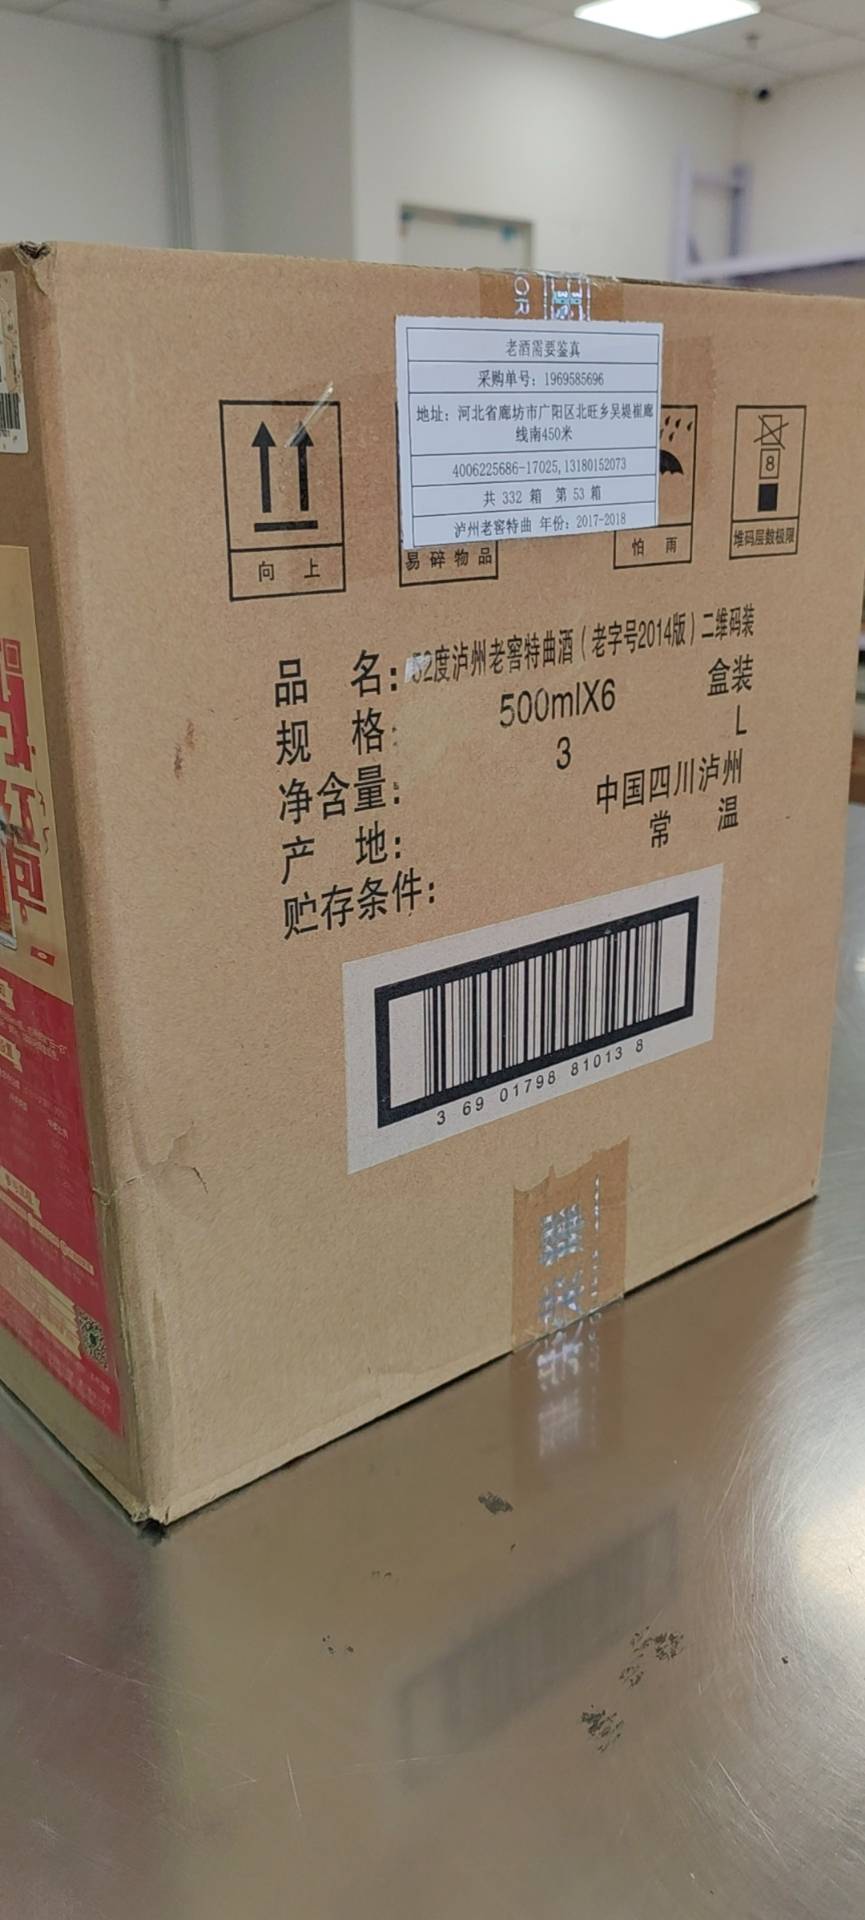 OR
老酒需要鉴真
采购单号：1969585696
地址：河北省廊坊市广阳区北旺乡吴堤崔廊
线南450米
4006225686-17025,13180152073
共 332 箱 第 53 箱
泸州老窖特曲 年份：2017-2018
向 上
易碎物品
怕 雨
8
堆码层数极限
品 名：52度泸州老窖特曲酒（老字号2014版）二维码装
规 格：500mlX6 盒装
净含量：3 L
产 地：中国四川泸州
贮存条件：常 温
3 69 01798 81013 8
红
包